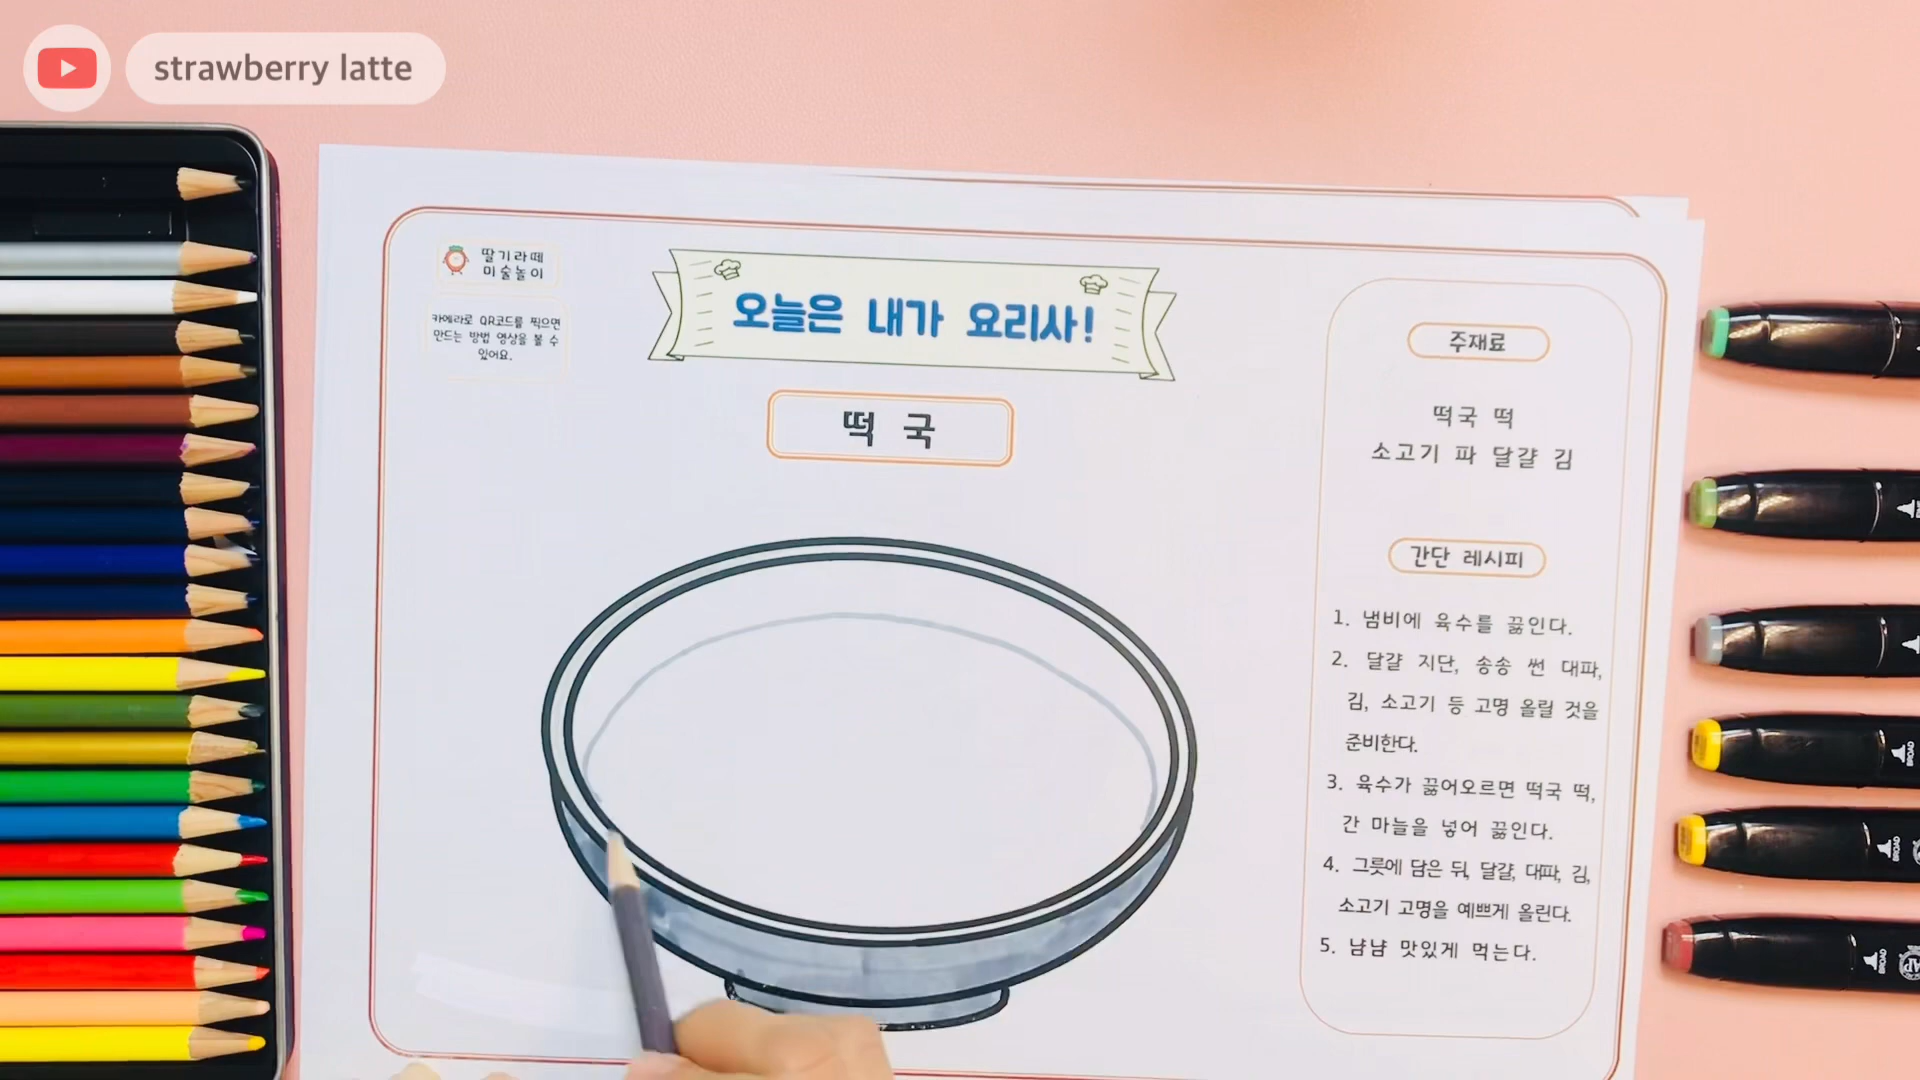 strawberry latte
딸기라떼
미술놀이
카메라로 QR코드를 찍으면
만드는 방법 영상을 볼 수
있어요.
오늘은 내가 요리사!
떡 국
주재료
떡국 떡
소고기 파 달걀 김
간단 레시피
1. 냄비에 육수를 끓인다.
2. 달걀 지단, 송송 썬 대파,
김, 소고기 등 고명 올릴 것을
준비한다.
3. 육수가 끓어오르면 떡국 떡,
간 마늘을 넣어 끓인다.
4. 그릇에 담은 뒤, 달걀, 대파, 김,
소고기 고명을 예쁘게 올린다.
5. 냠냠 맛있게 먹는다.
BROAD
BROAD
BROAD